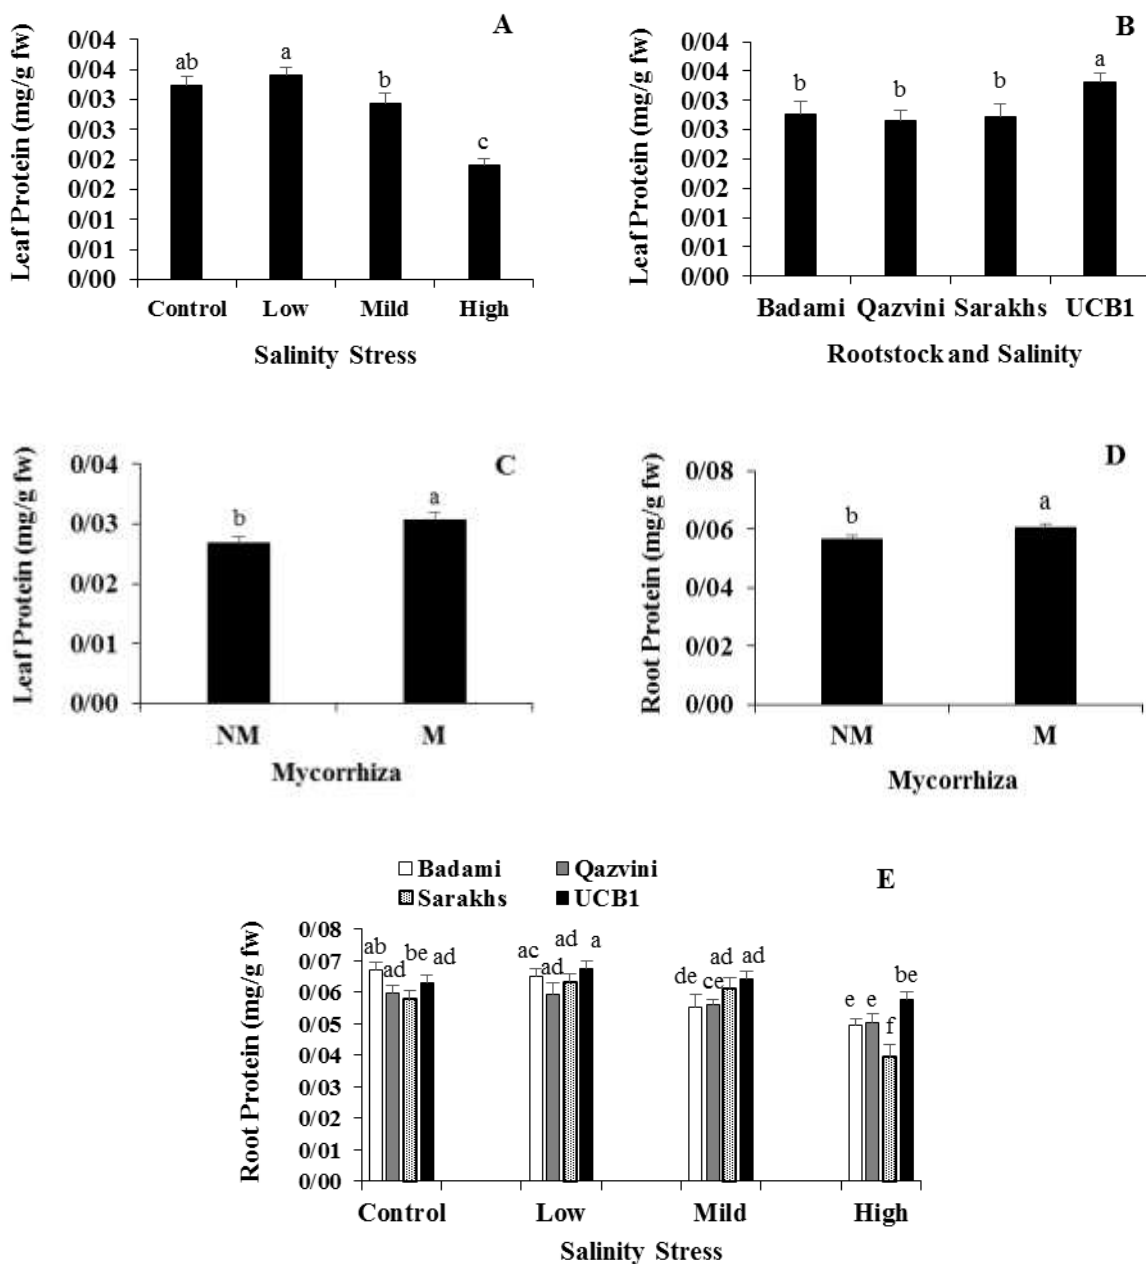 A
Leaf Protein (mg/g fw)
0/04
0/04
0/03
0/03
0/02
0/02
0/01
0/01
0/00
ab
a
b
c
Control Low Mild High
Salinity Stress
B
Leaf Protein (mg/g fw)
0/04
0/04
0/03
0/03
0/02
0/02
0/01
0/01
0/00
b
b
b
a
Badami Qazvini Sarakhs UCB1
Rootstock and Salinity
C
Leaf Protein (mg/g fw)
0/04
0/03
0/02
0/01
0/00
b
a
NM M
Mycorrhiza
D
Root Protein (mg/g fw)
0/08
0/06
0/04
0/02
0/00
b
a
NM M
Mycorrhiza
Badami Qazvini
Sarakhs UCB1
E
Root Protein (mg/g fw)
0/08
0/07
0/06
0/05
0/04
0/03
0/02
0/01
0/00
ab ad be ad
ac ad ad a
de ce ad ad
e e f be
Control Low Mild High
Salinity Stress